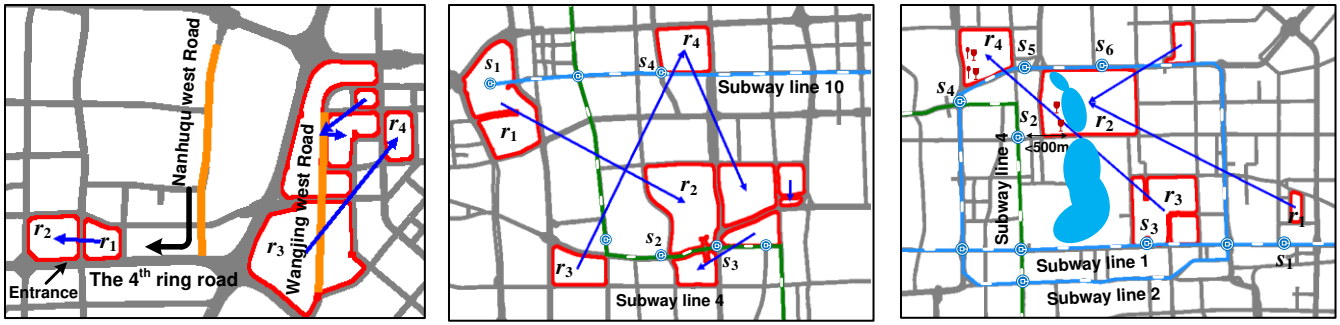 Nanhuqu west Road
Wangjing west Road
r4
r2
r1
r3
Entrance
The 4th ring road
s1
s4
r4
Subway line 10
r1
r2
s2
s3
r3
Subway line 4
r4
s5
s6
s4
s2
r2
<500m
Subway line 4
r3
r1
s3
s1
Subway line 1
Subway line 2